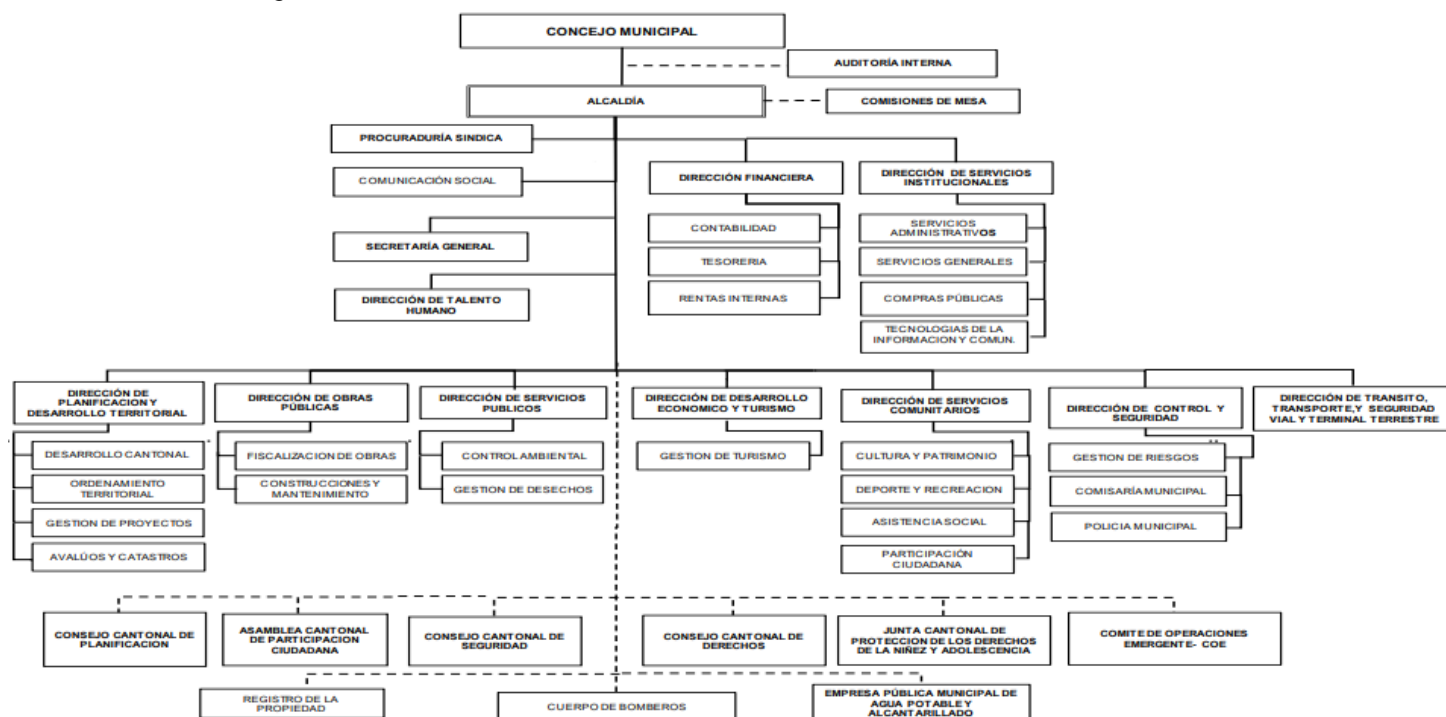 CONCEJO MUNICIPAL
AUDITORÍA INTERNA
ALCALDÍA
COMISIONES DE MESA
PROCURADURÍA SINDICA
COMUNICACIÓN SOCIAL
SECRETARÍA GENERAL
DIRECCIÓN DE TALENTO
HUMANO
DIRECCIÓN FINANCIERA
CONTABILIDAD
TESORERIA
RENTAS INTERNAS
DIRECCIÓN DE SERVICIOS
INSTITUCIONALES
SERVICIOS
ADMINISTRATIVOS
SERVICIOS GENERALES
COMPRAS PÚBLICAS
TECNOLOGIAS DE LA
INFORMACION Y COMUN.
DIRECCIÓN DE
PLANIFICACION Y
DESARROLLO TERRITORIAL
DESARROLLO CANTONAL
ORDENAMIENTO
TERRITORIAL
GESTION DE PROYECTOS
AVALÚOS Y CATASTROS
DIRECCIÓN DE OBRAS
PÚBLICAS
FISCALIZACION DE OBRAS
CONSTRUCCIONES Y
MANTENIMIENTO
DIRECCIÓN DE SERVICIOS
PUBLICOS
CONTROL AMBIENTAL
GESTION DE DESECHOS
DIRECCIÓN DE DESARROLLO
ECONOMICO Y TURISMO
GESTION DE TURISMO
DIRECCIÓN DE SERVICIOS
COMUNITARIOS
CULTURA Y PATRIMONIO
DEPORTE Y RECREACION
ASISTENCIA SOCIAL
PARTICIPACIÓN
CIUDADANA
DIRECCIÓN DE CONTROL Y
SEGURIDAD
GESTION DE RIESGOS
COMISARÍA MUNICIPAL
POLICIA MUNICIPAL
DIRECCIÓN DE TRANSITO,
TRANSPORTE,Y SEGURIDAD
VIAL Y TERMINAL TERRESTRE
CONSEJO CANTONAL DE
PLANIFICACION
ASAMBLEA CANTONAL
DE PARTICIPACION
CIUDADANA
CONSEJO CANTONAL DE
SEGURIDAD
CONSEJO CANTONAL DE
DERECHOS
JUNTA CANTONAL DE
PROTECCION DE LOS DERECHOS
DE LA NIÑEZ Y ADOLESCENCIA
COMITE DE OPERACIONES
EMERGENTE- COE
REGISTRO DE LA
PROPIEDAD
CUERPO DE BOMBEROS
EMPRESA PÚBLICA MUNICIPAL DE
AGUA POTABLE Y
ALCANTARILLADO